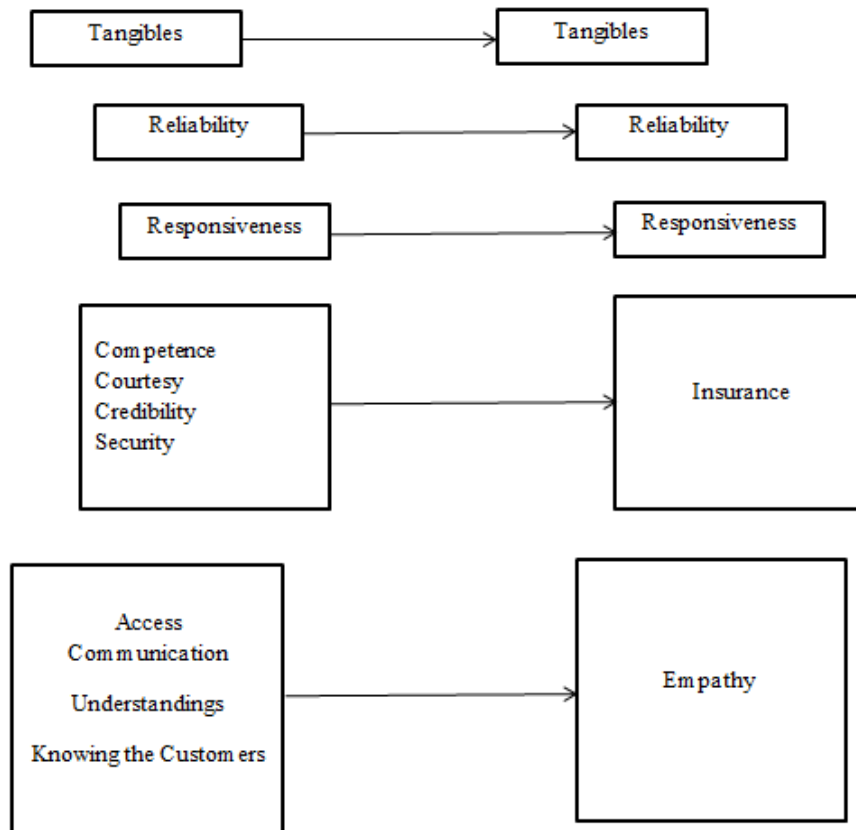 Tangibles
Tangibles
Reliability
Reliability
Responsiveness
Responsiveness
Competence
Courtesy
Credibility
Security
Insurance
Access
Communication
Understandings
Knowing the Customers
Empathy